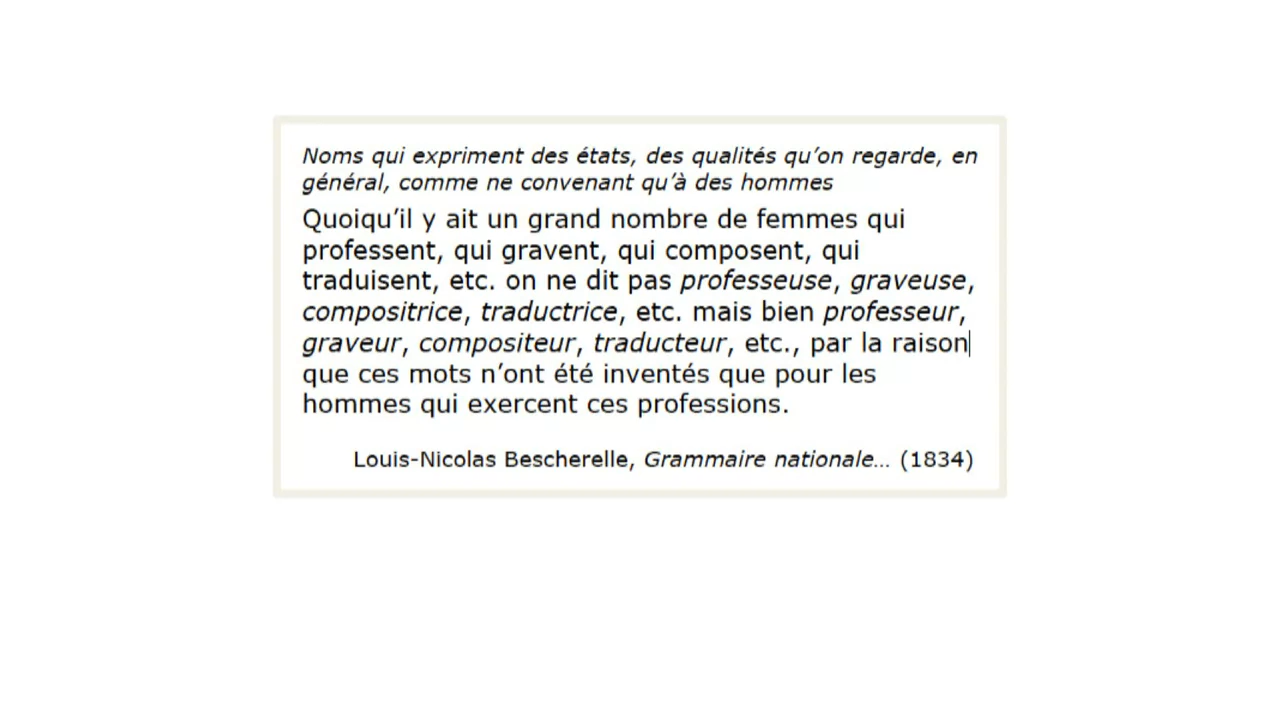 Noms qui expriment des états, des qualités qu’on regarde, en
général, comme ne convenant qu’à des hommes
Quoiqu’il y ait un grand nombre de femmes qui
professent, qui gravent, qui composent, qui
traduisent, etc. on ne dit pas professeuse, graveuse,
compositrice, traductrice, etc. mais bien professeur,
graveur, compositeur, traducteur, etc., par la raison
que ces mots n’ont été inventés que pour les
hommes qui exercent ces professions.
Louis-Nicolas Bescherelle, Grammaire nationale… (1834)